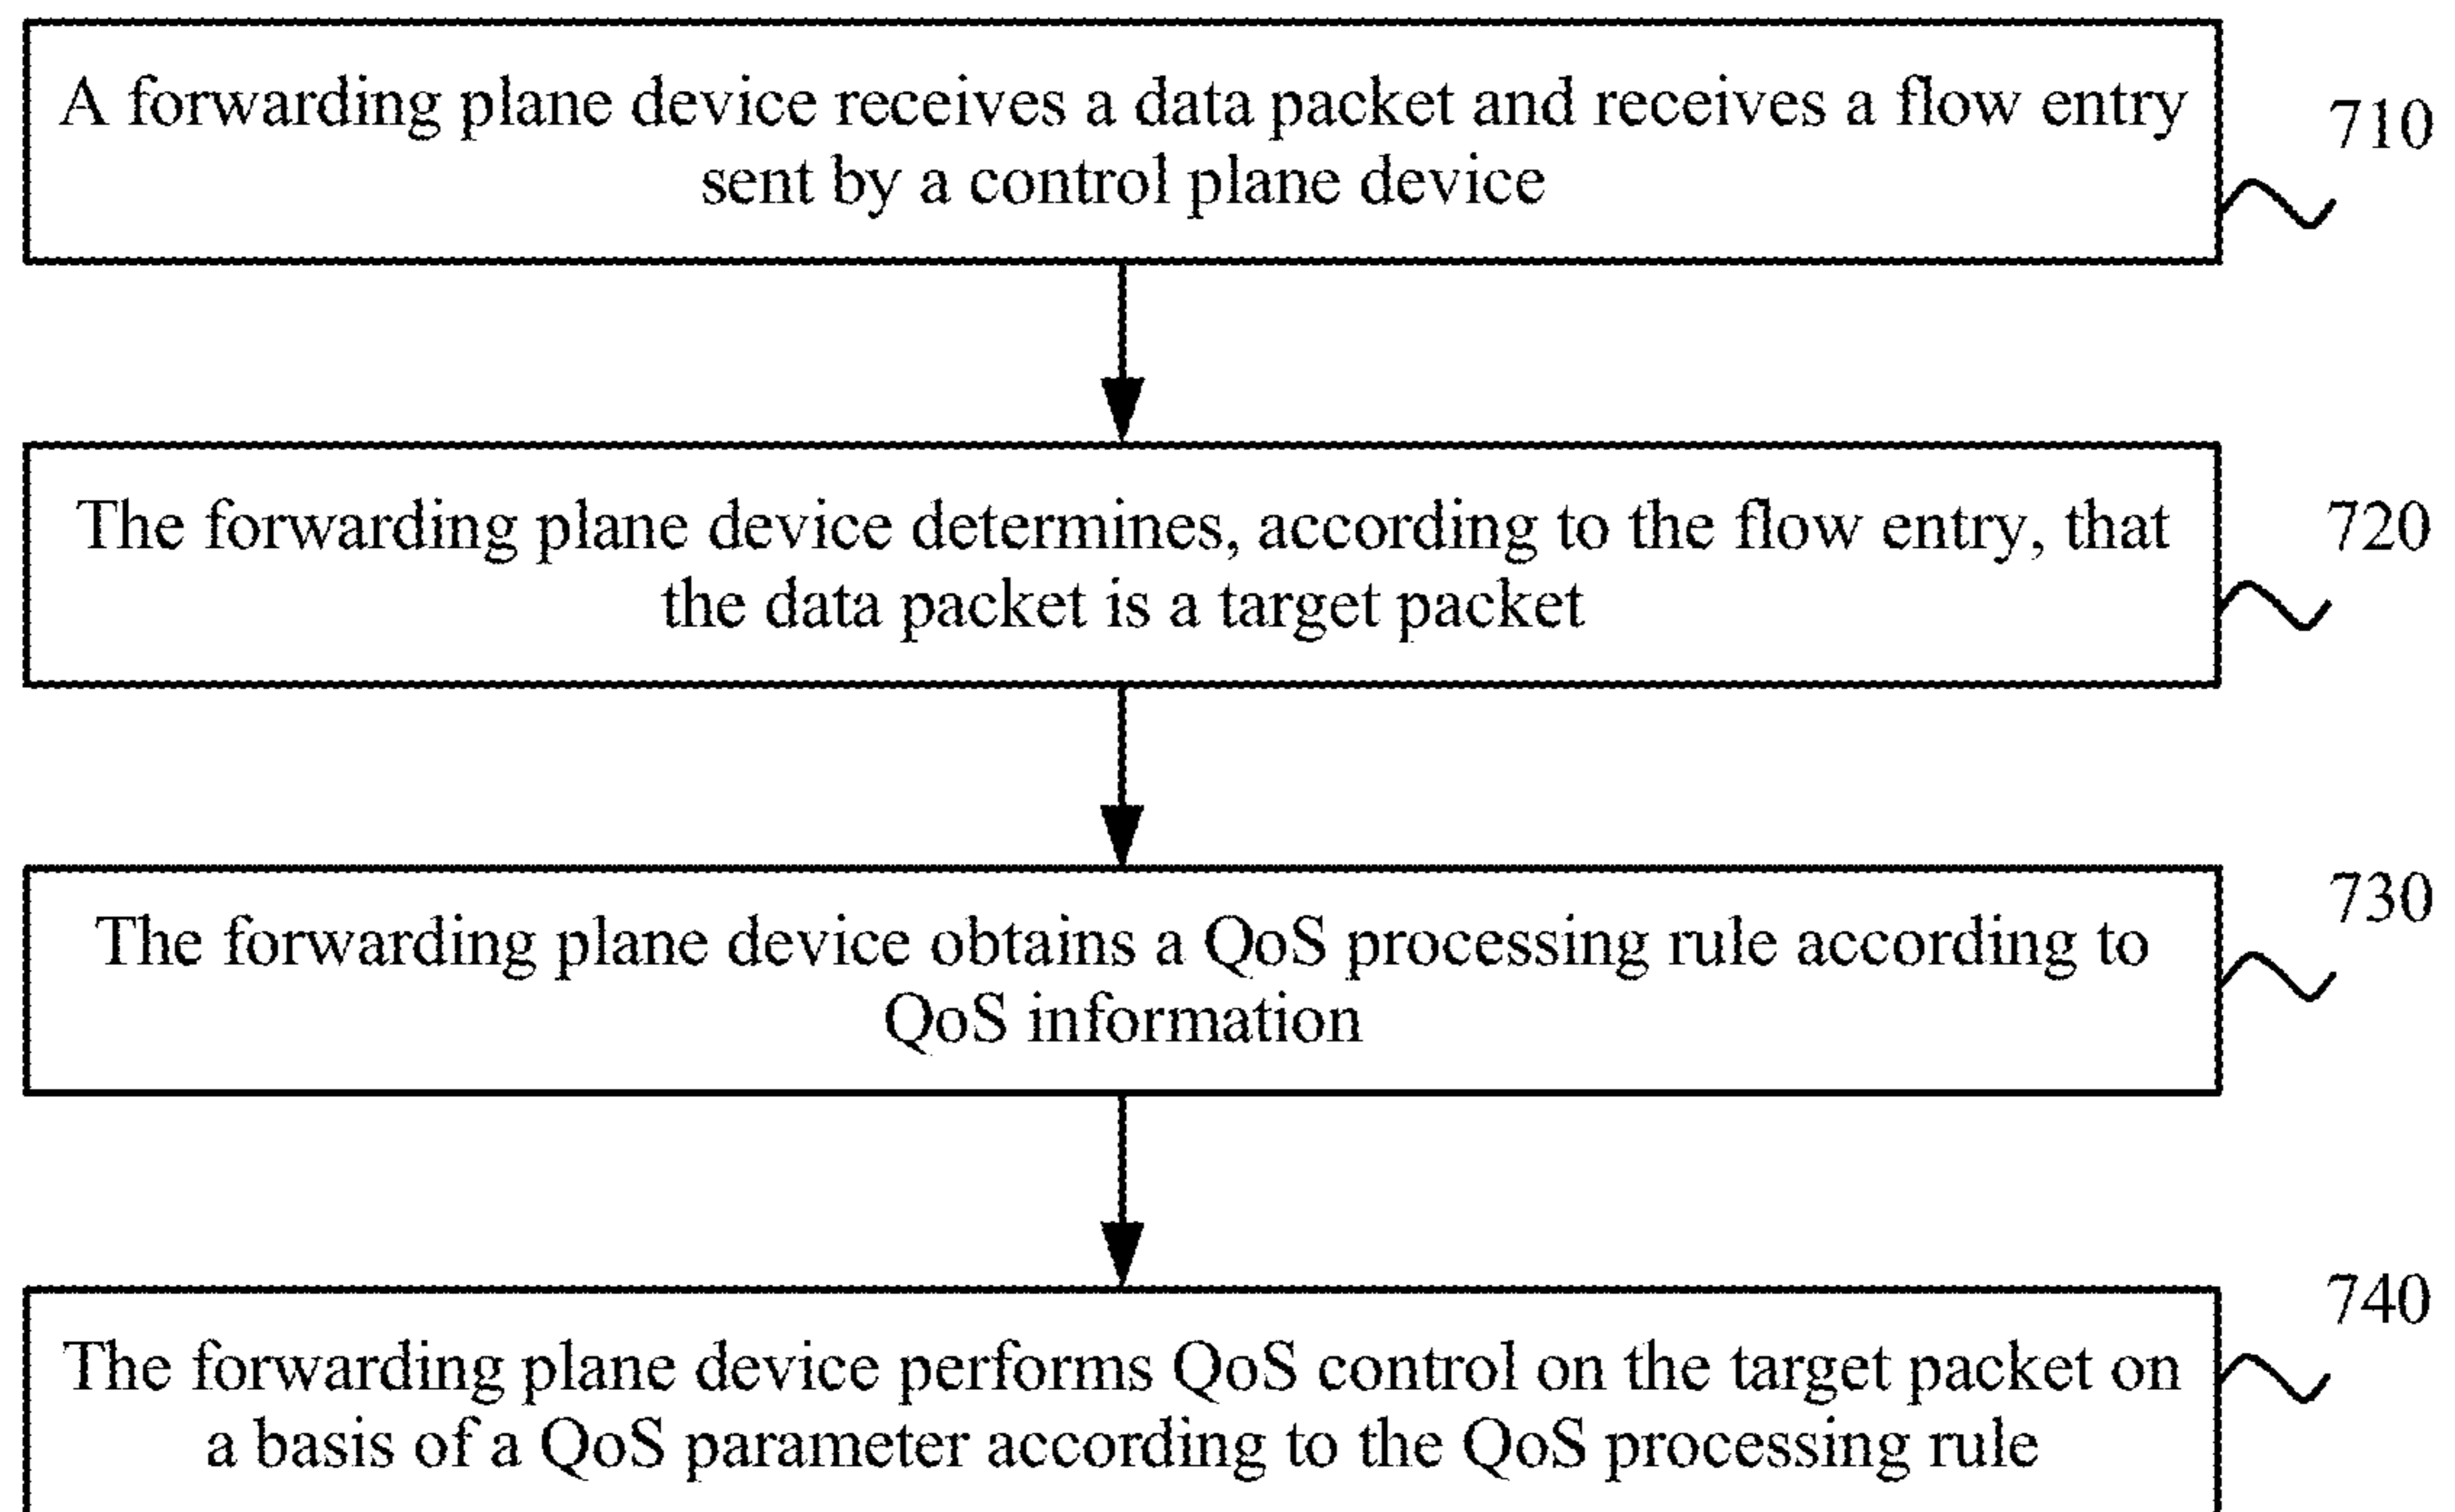 A forwarding plane device receives a data packet and receives a flow entry
sent by a control plane device
710
The forwarding plane device determines, according to the flow entry, that
the data packet is a target packet
720
The forwarding plane device obtains a QoS processing rule according to
QoS information
730
The forwarding plane device performs QoS control on the target packet on
a basis of a QoS parameter according to the QoS processing rule
740